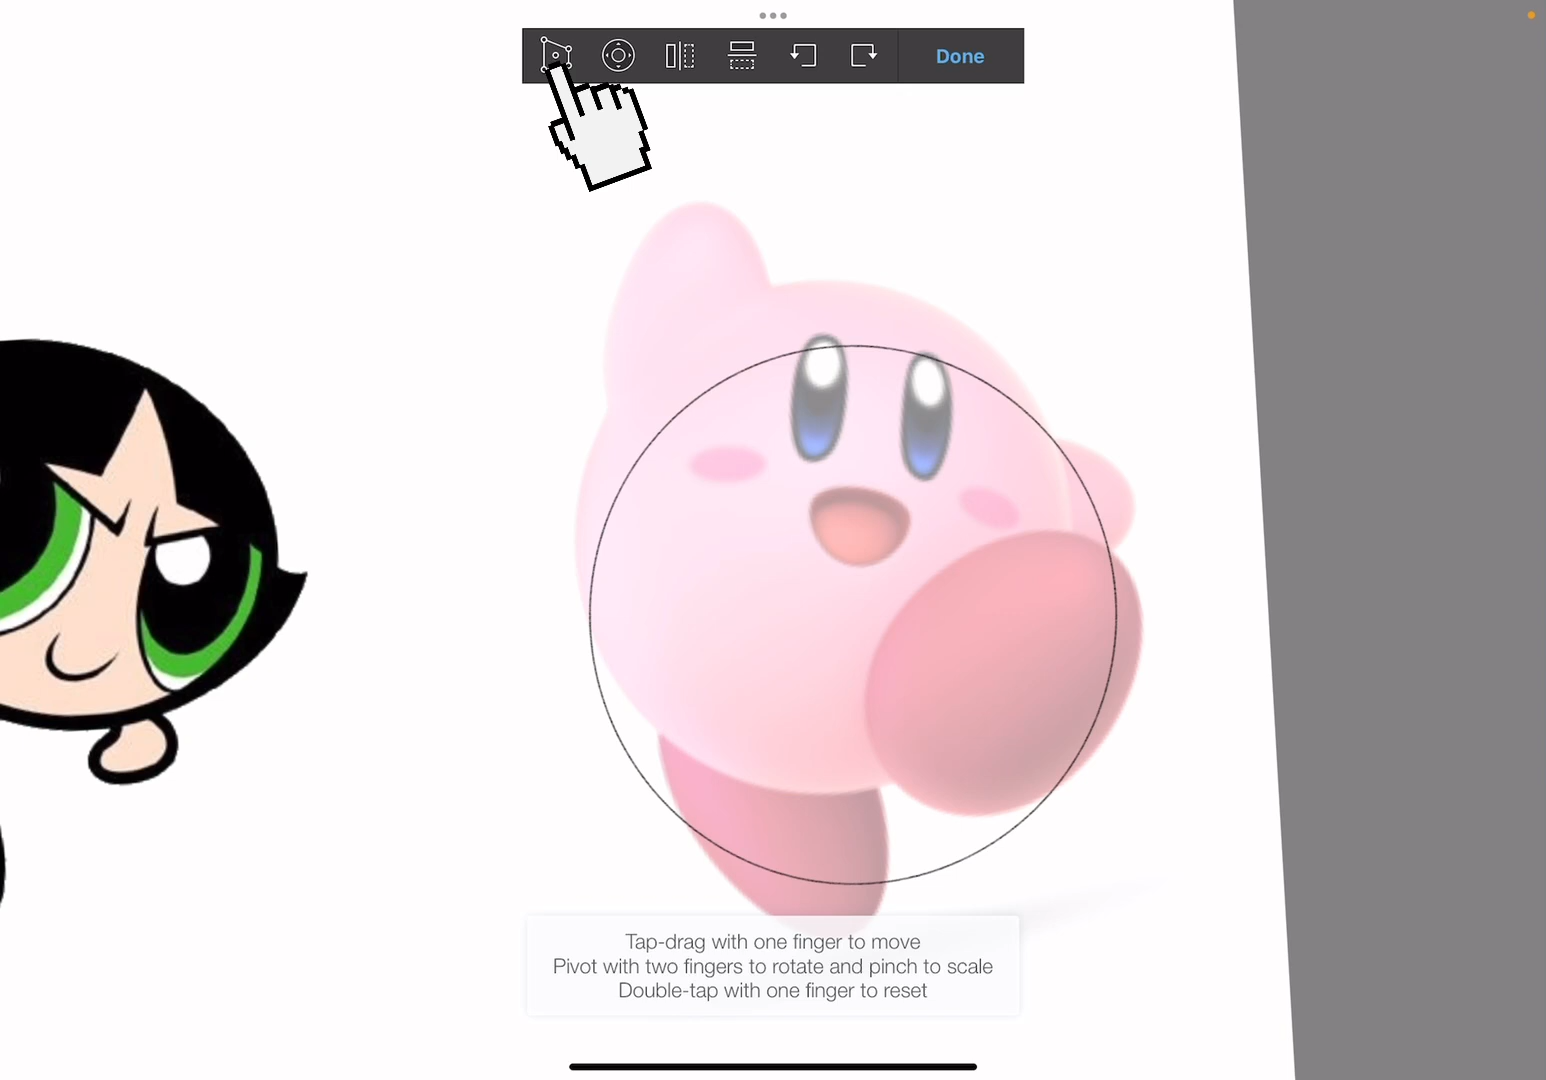 Done
Tap-drag with one finger to move
Pivot with two fingers to rotate and pinch to scale
Double-tap with one finger to reset